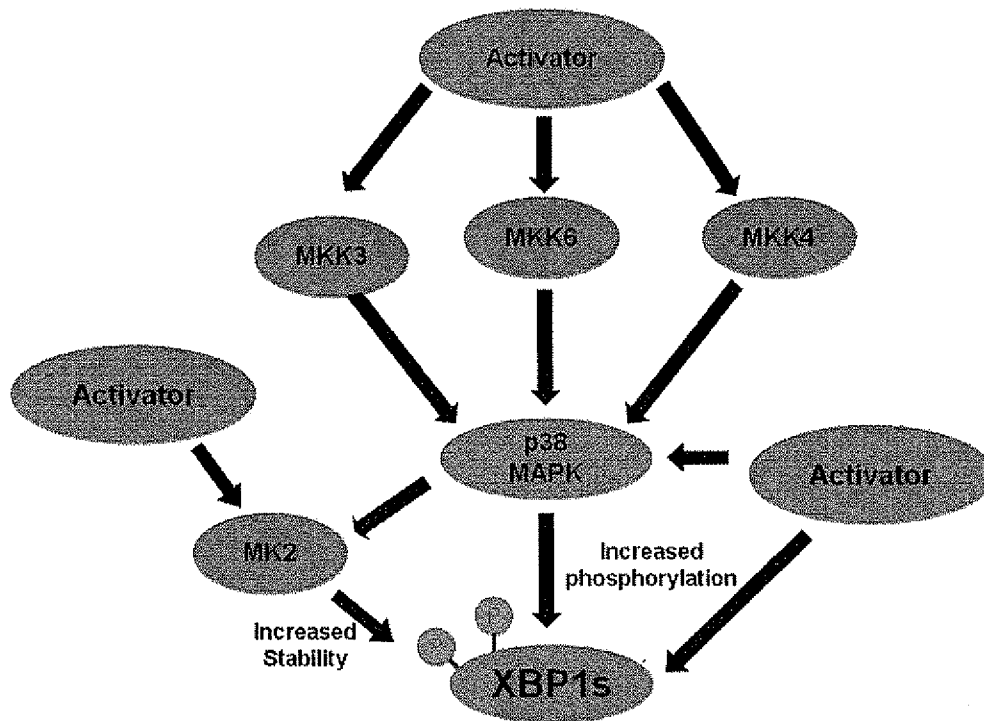 Activator
MKK3
MKK6
MKK4
Activator
p38
MAPK
Activator
MK2
Increased
phosphorylation
Increased
Stability
XBP1s